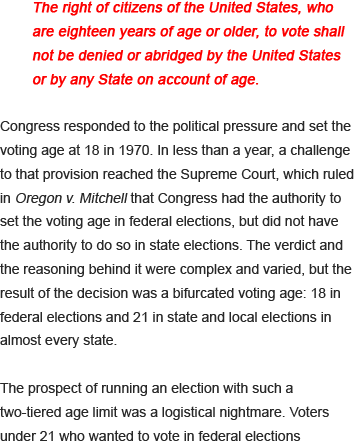 The right of citizens of the United States, who
are eighteen years of age or older, to vote shall
not be denied or abridged by the United States
or by any State on account of age.
Congress responded to the political pressure and set the
voting age at 18 in 1970. In less than a year, a challenge
to that provision reached the Supreme Court, which ruled
in Oregon v. Mitchell that Congress had the authority to
set the voting age in federal elections, but did not have
the authority to do so in state elections. The verdict and
the reasoning behind it were complex and varied, but the
result of the decision was a bifurcated voting age: 18 in
federal elections and 21 in state and local elections in
almost every state.
The prospect of running an election with such a
two-tiered age limit was a logistical nightmare. Voters
under 21 who wanted to vote in federal elections